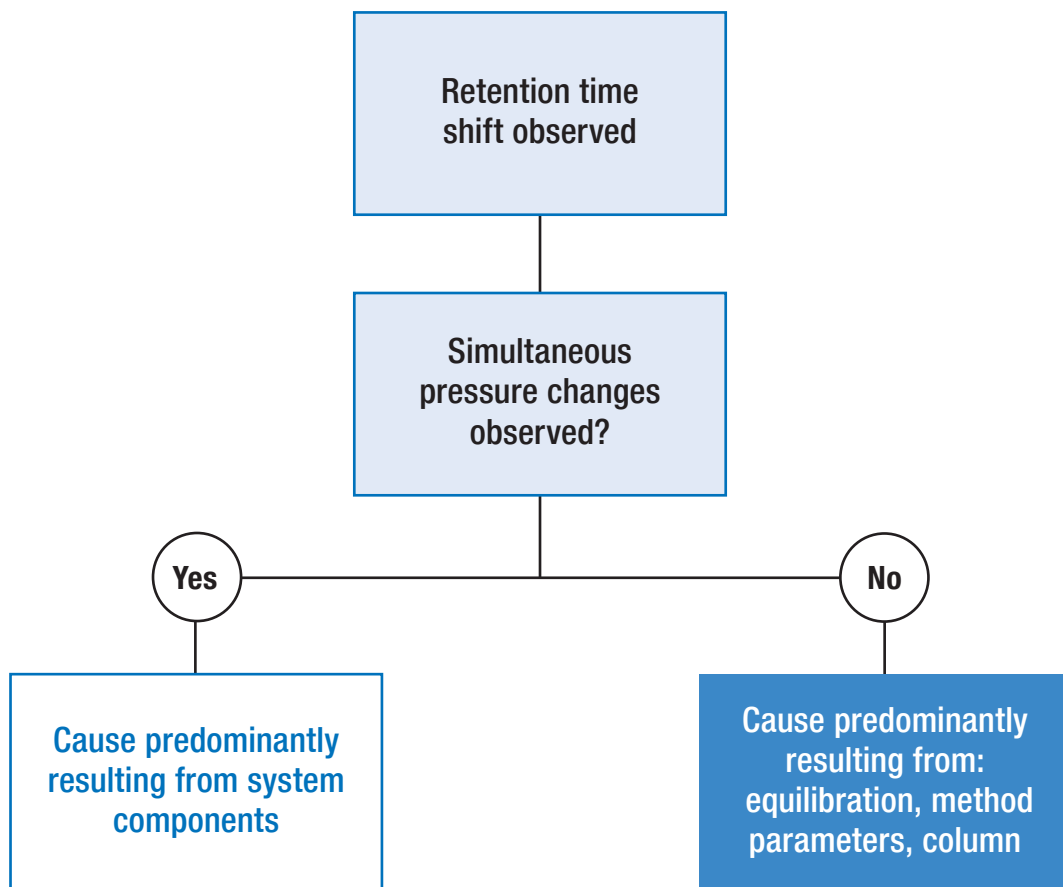 Retention time
shift observed
Simultaneous
pressure changes
observed?
Yes
No
Cause predominantly
resulting from system
components
Cause predominantly
resulting from:
equilibration, method
parameters, column